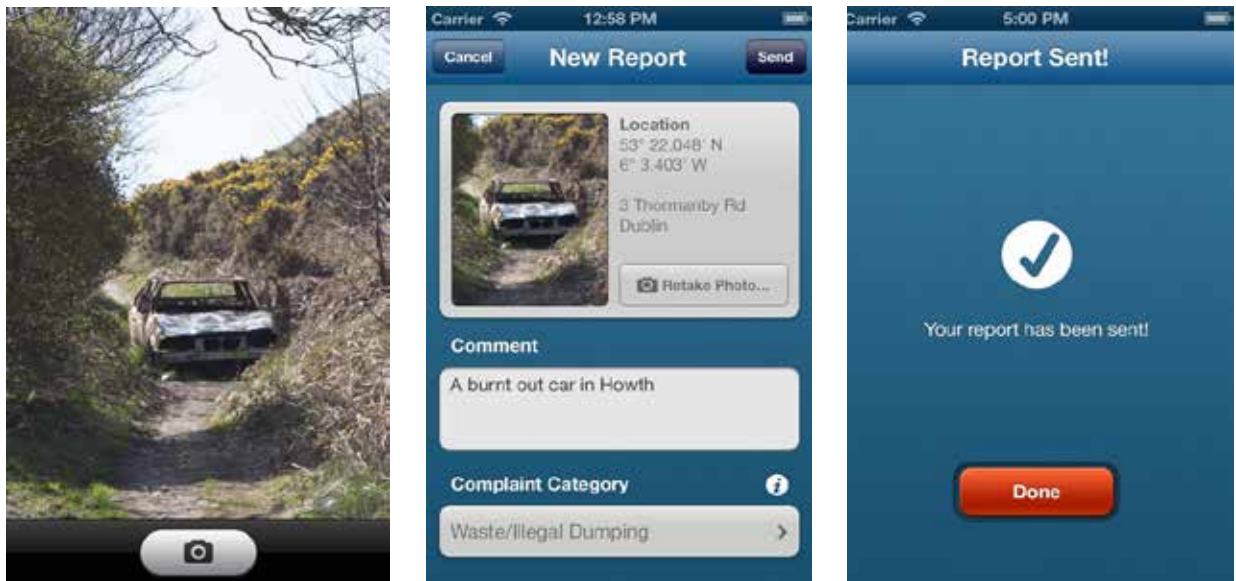 Carrier 12:58 PM
Cancel New Report Send
Location
53° 22.048' N
6° 3.403' W
3 Thormanby Rd
Dublin
Retake Photo...
Comment
A burnt out car in Howth
Complaint Category
Waste/Illegal Dumping
Carrier 5:00 PM
Report Sent!
Your report has been sent!
Done